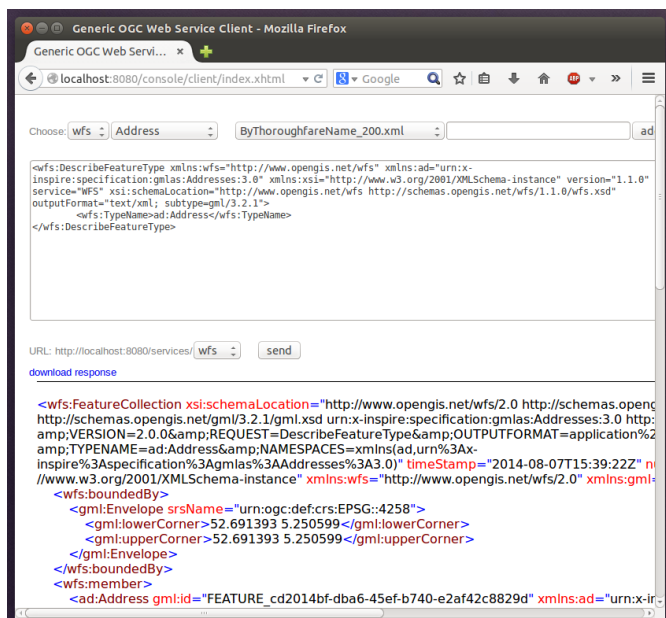 Generic OGC Web Service Client - Mozilla Firefox
Generic OGC Web Servi... ×
localhost:8080/console/client/index.xhtml Google ABP »
Choose: wfs Address ByThoroughfareName_200.xml ad
<wfs:DescribeFeatureType xmlns:wfs="http://www.opengis.net/wfs" xmlns:ad="urn:x-
inspire:specification:gmlas:Addresses:3.0" xmlns:xsi="http://www.w3.org/2001/XMLSchema-instance" version="1.1.0"
service="WFS" xsi:schemaLocation="http://www.opengis.net/wfs http://schemas.opengis.net/wfs/1.1.0/wfs.xsd"
outputFormat="text/xml; subtype=gml/3.2.1">
<wfs:TypeName>ad:Address</wfs:TypeName>
</wfs:DescribeFeatureType>
URL: http://localhost:8080/services/ wfs send
download response
<wfs:FeatureCollection xsi:schemaLocation="http://www.opengis.net/wfs/2.0 http://schemas.openg
http://schemas.opengis.net/gml/3.2.1/gml.xsd urn:x-inspire:specification:gmlas:Addresses:3.0 http:
amp;VERSION=2.0.0&amp;REQUEST=DescribeFeatureType&amp;OUTPUTFORMAT=application%2
amp;TYPENAME=ad:Address&amp;NAMESPACES=xmlns(ad,urn%3Ax-
inspire%3Aspecification%3Agmlas%3AAddresses%3A3.0)" timeStamp="2014-08-07T15:39:22Z" nu
//www.w3.org/2001/XMLSchema-instance" xmlns:wfs="http://www.opengis.net/wfs/2.0" xmlns:gml=
<wfs:boundedBy>
<gml:Envelope srsName="urn:ogc:def:crs:EPSG::4258">
<gml:lowerCorner>52.691393 5.250599</gml:lowerCorner>
<gml:upperCorner>52.691393 5.250599</gml:upperCorner>
</gml:Envelope>
</wfs:boundedBy>
<wfs:member>
<ad:Address gml:id="FEATURE_cd2014bf-dba6-45ef-b740-e2af42c8829d" xmlns:ad="urn:x-in